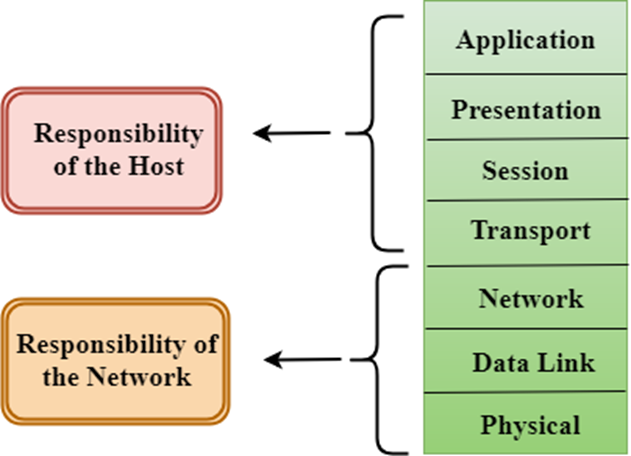 Responsibility
of the Host
Responsibility of
the Network
Application
Presentation
Session
Transport
Network
Data Link
Physical